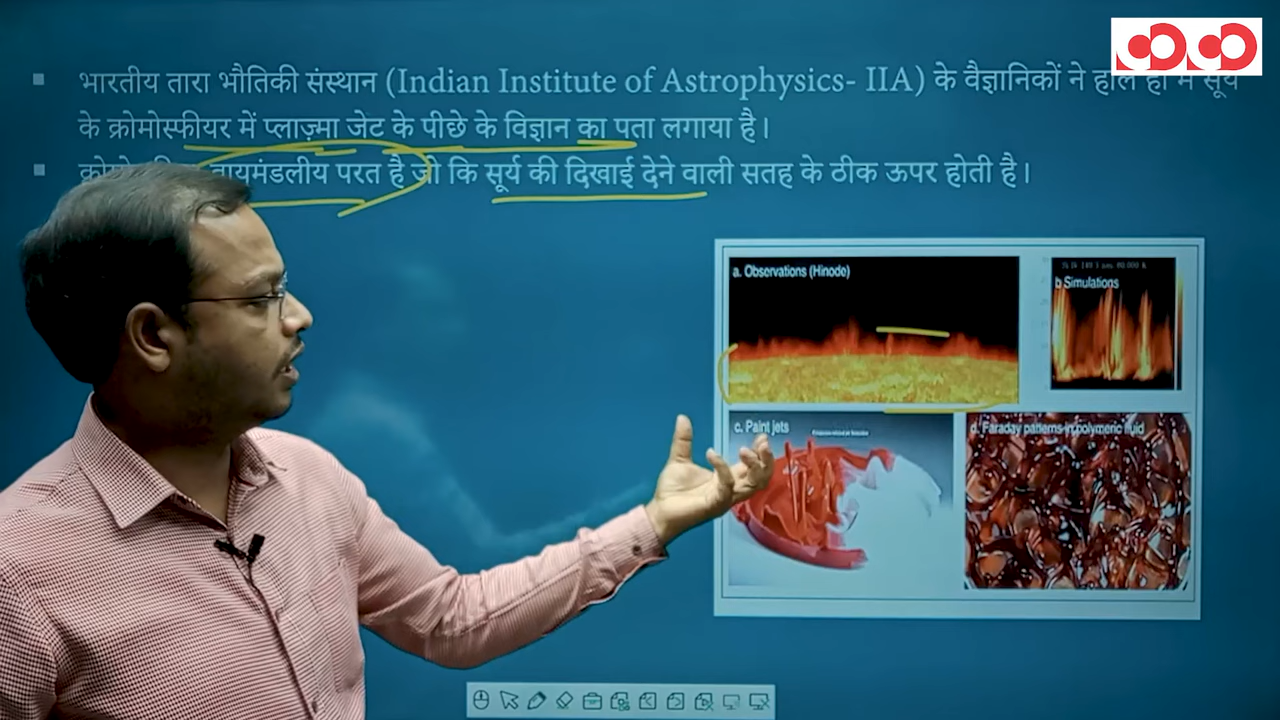 ▪ भारतीय तारा भौतिकी संस्थान (Indian Institute of Astrophysics- IIA) के वैज्ञानिकों ने हाल ही में सूर्य
के क्रोमोस्फीयर में प्लाज़्मा जेट के पीछे के विज्ञान का पता लगाया है।
▪ वायुमंडलीय परत है जो कि सूर्य की दिखाई देने वाली सतह के ठीक ऊपर होती है।
a. Observations (Hinode)
b Simulations
c. Paint jets
d. Faraday patterns in polymeric fluid